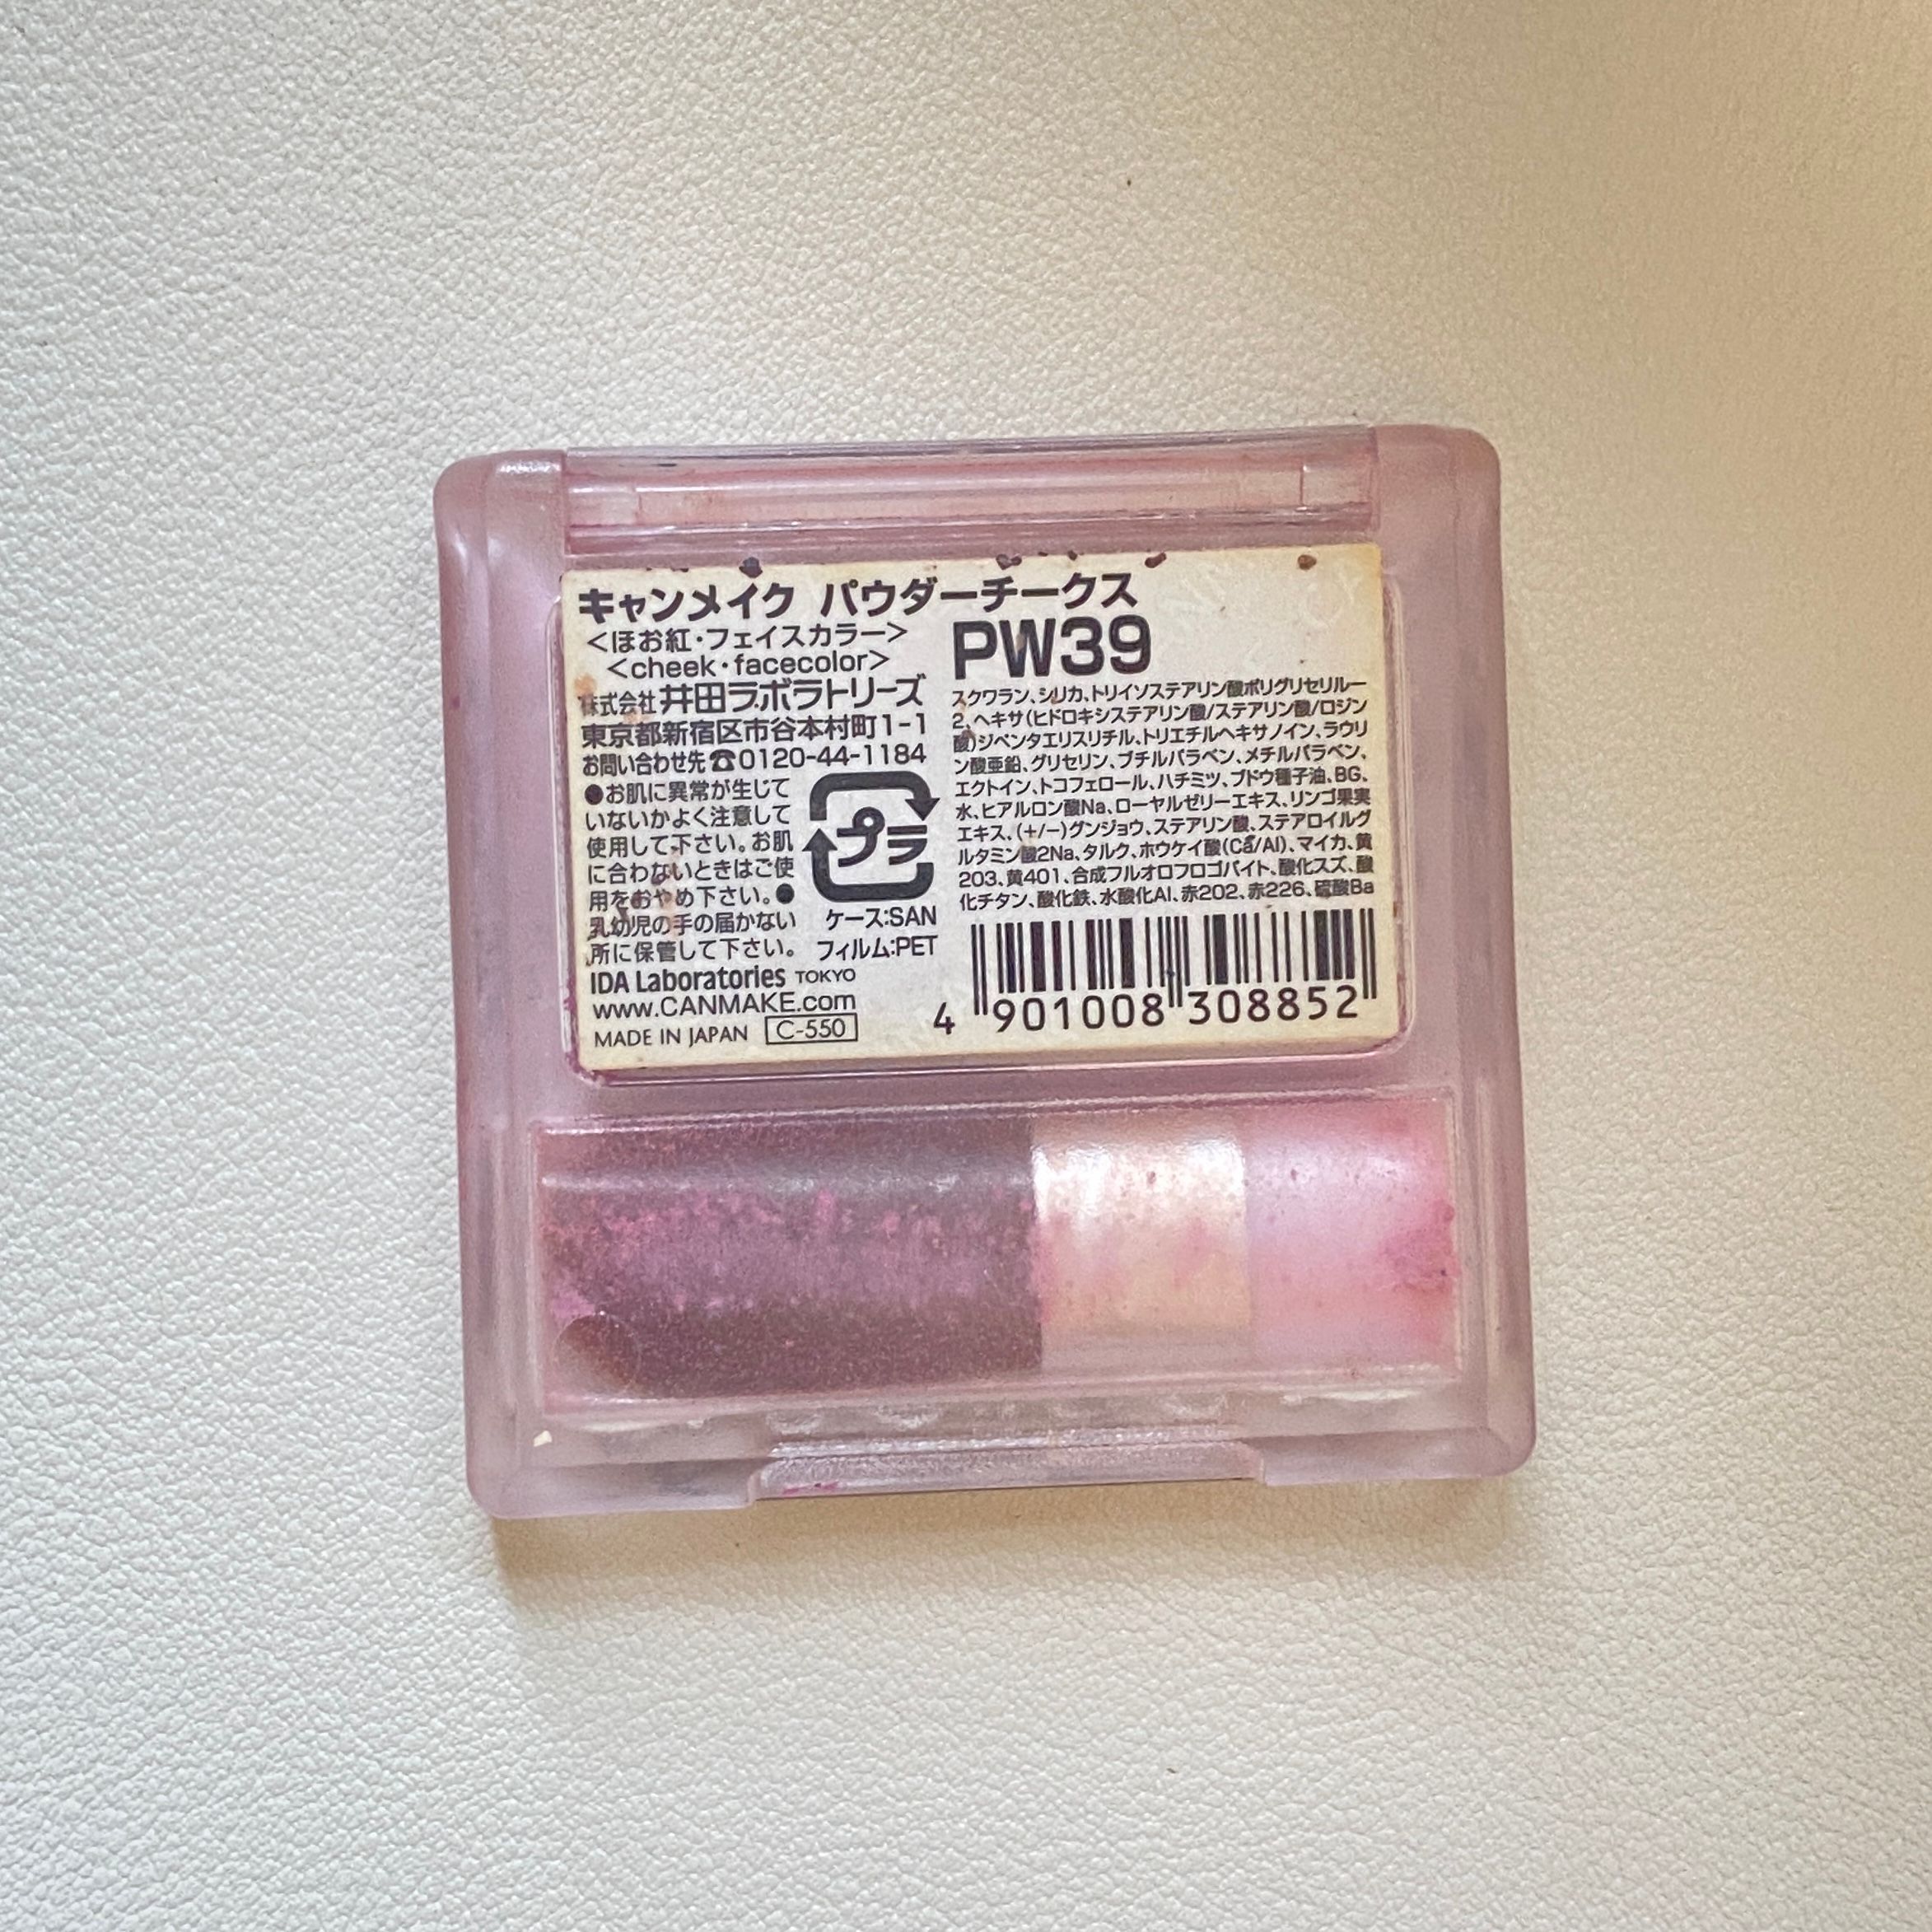 キャンメイク パウダーチークス
<ほお紅・フェイスカラー>
<cheek・facecolor>
PW39
株式会社 井田ラボラトリーズ
東京都新宿区市谷本村町1-1
お問い合わせ先☎0120-44-1184
●お肌に異常が生じて
いないかよく注意して
使用して下さい。お肌
に合わないときはご使
用をおやめ下さい。●
乳幼児の手の届かない
所に保管して下さい。
プラ
ケース:SAN
フィルム:PET
IDA Laboratories TOKYO
www.CANMAKE.com
MADE IN JAPAN C-550
スクワラン、シリカ、トリイソステアリン酸ポリグリセリル-
2、ヘキサ(ヒドロキシステアリン酸/ステアリン酸/ロジン
酸)ジペンタエリスリチル、トリエチルヘキサノイン、ラウリ
ン酸亜鉛、グリセリン、ブチルパラベン、メチルパラベン、
エクトイン、トコフェロール、ハチミツ、ブドウ種子油、BG、
水、ヒアルロン酸Na、ローヤルゼリーエキス、リンゴ果実
エキス、(+/-)グンジョウ、ステアリン酸、ステアロイルグ
ルタミン酸2Na、タルク、ホウケイ酸(Ca/Al)、マイカ、黄
203、黄401、合成フルオロフロゴパイト、酸化スズ、酸
化チタン、酸化鉄、水酸化Al、赤202、赤226、硫酸Ba
4 901008 308852